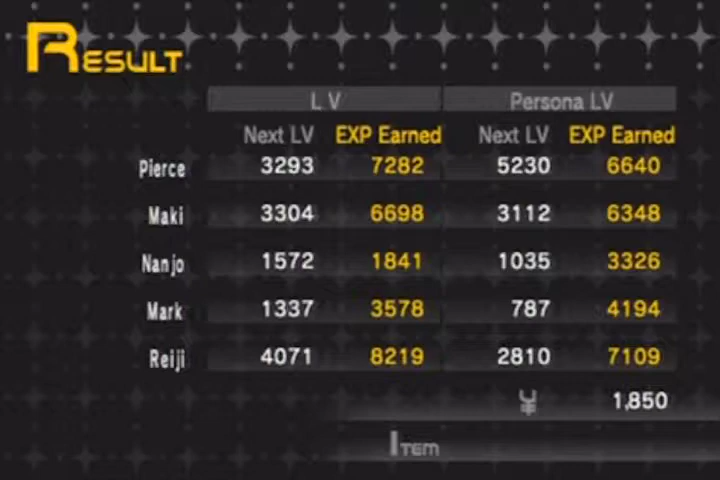 RESULT
LV Persona LV
Next LV EXP Earned Next LV EXP Earned
Pierce 3293 7282 5230 6640
Maki 3304 6698 3112 6348
Nanjo 1572 1841 1035 3326
Mark 1337 3578 787 4194
Reiji 4071 8219 2810 7109
¥ 1,850
ITEM